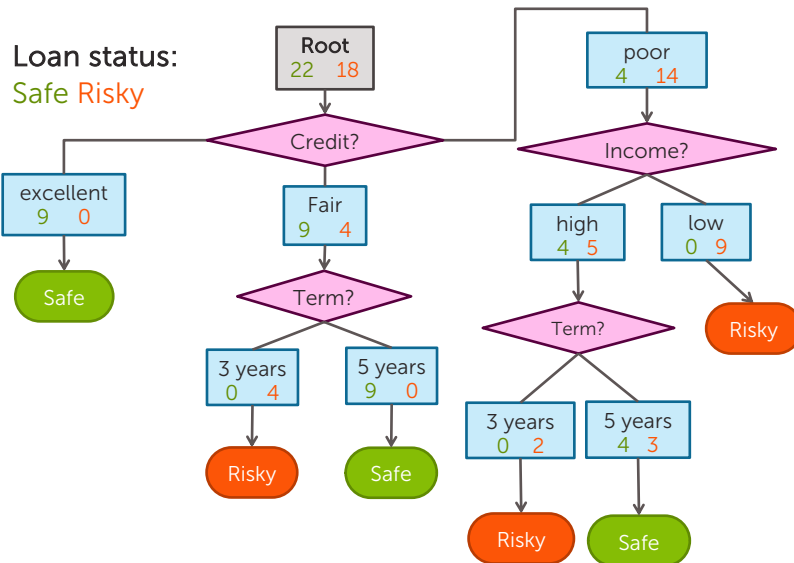 Loan status:
Safe Risky
Root
22 18
Credit?
excellent
9 0
Safe
Fair
9 4
Term?
3 years
0 4
Risky
5 years
9 0
Safe
poor
4 14
Income?
high
4 5
low
0 9
Risky
Term?
3 years
0 2
Risky
5 years
4 3
Safe